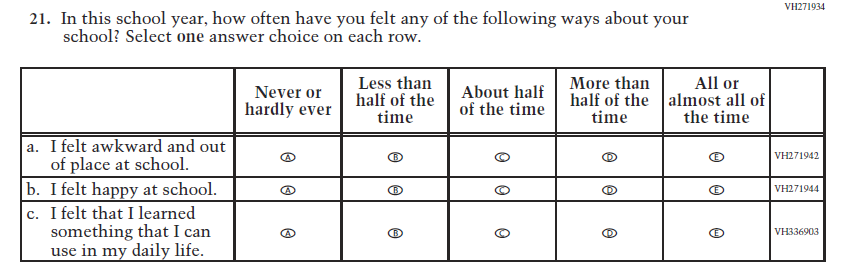 VH271934
21. In this school year, how often have you felt any of the following ways about your
school? Select one answer choice on each row.
Never or
hardly ever
Less than
half of the
time
About half
of the time
More than
half of the
time
All or
almost all of
the time
a. I felt awkward and out
of place at school.
A B C D E VH271942
b. I felt happy at school. A B C D E VH271944
c. I felt that I learned
something that I can
use in my daily life.
A B C D E VH336903